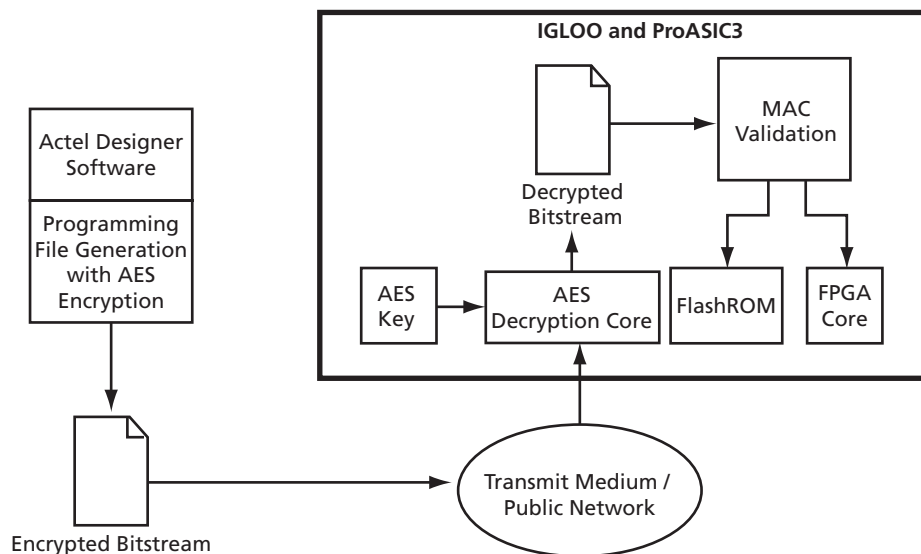 IGLOO and ProASIC3
Actel Designer
Software
Programming
File Generation
with AES
Encryption
Encrypted Bitstream
Transmit Medium /
Public Network
AES
Key
AES
Decryption Core
Decrypted
Bitstream
MAC
Validation
FlashROM
FPGA
Core